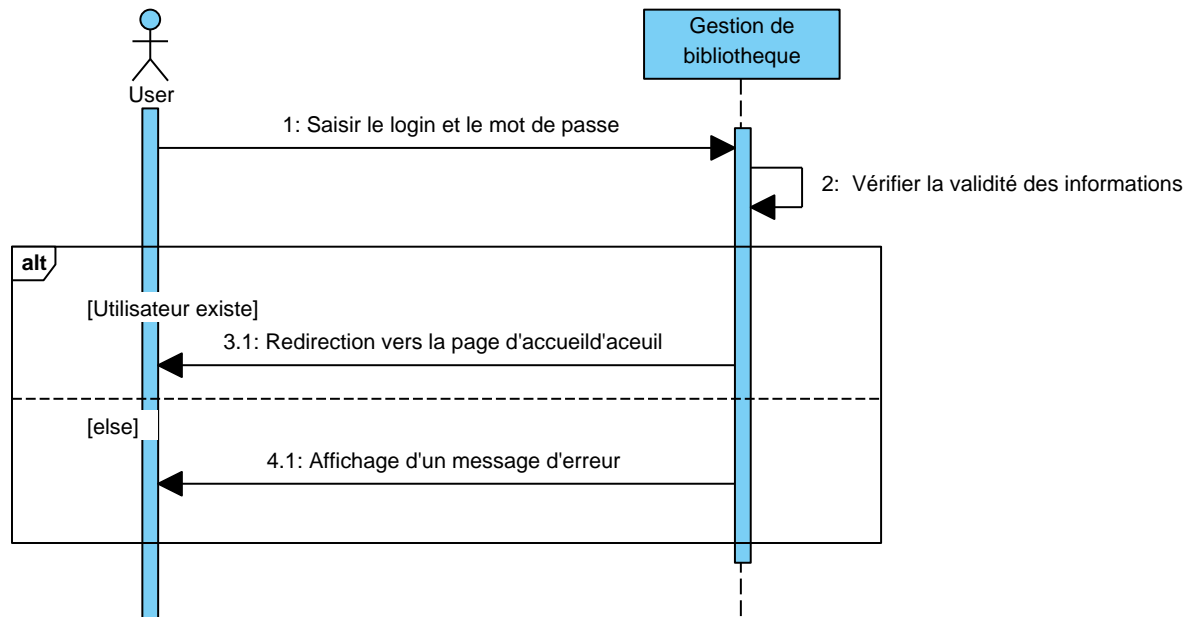 Gestion de
bibliotheque
User
1: Saisir le login et le mot de passe
2:  Vérifier la validité des informations
alt
[Utilisateur existe]
3.1: Redirection vers la page d'accueild'aceuil
[else]
4.1: Affichage d'un message d'erreur